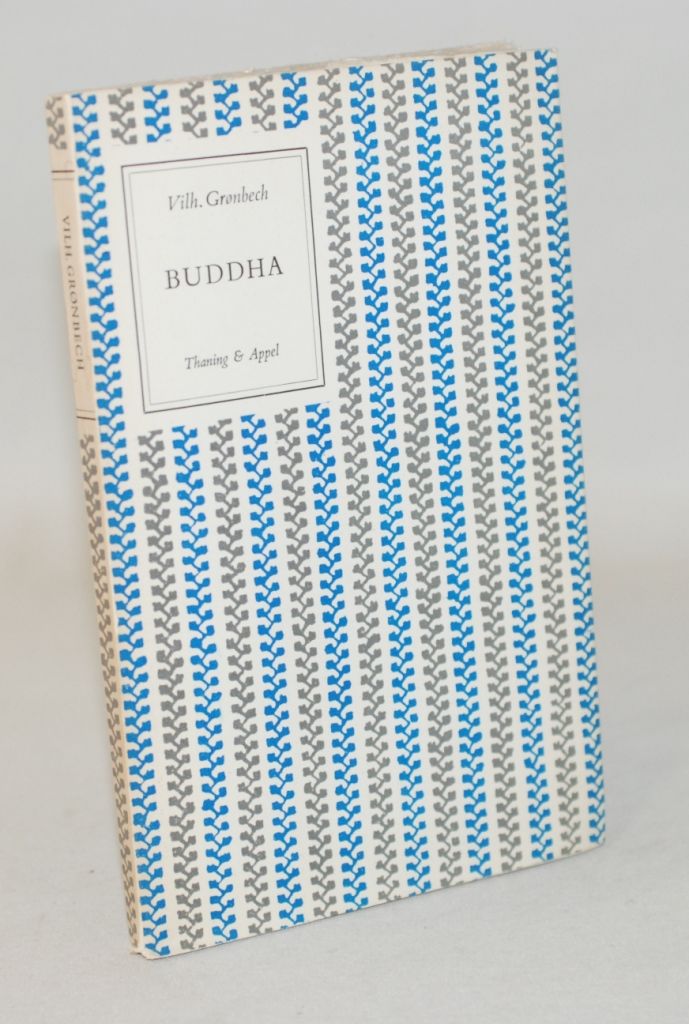 Vilh. Grønbech
BUDDHA
Thaning & Appel
VILH. GRØNBECH